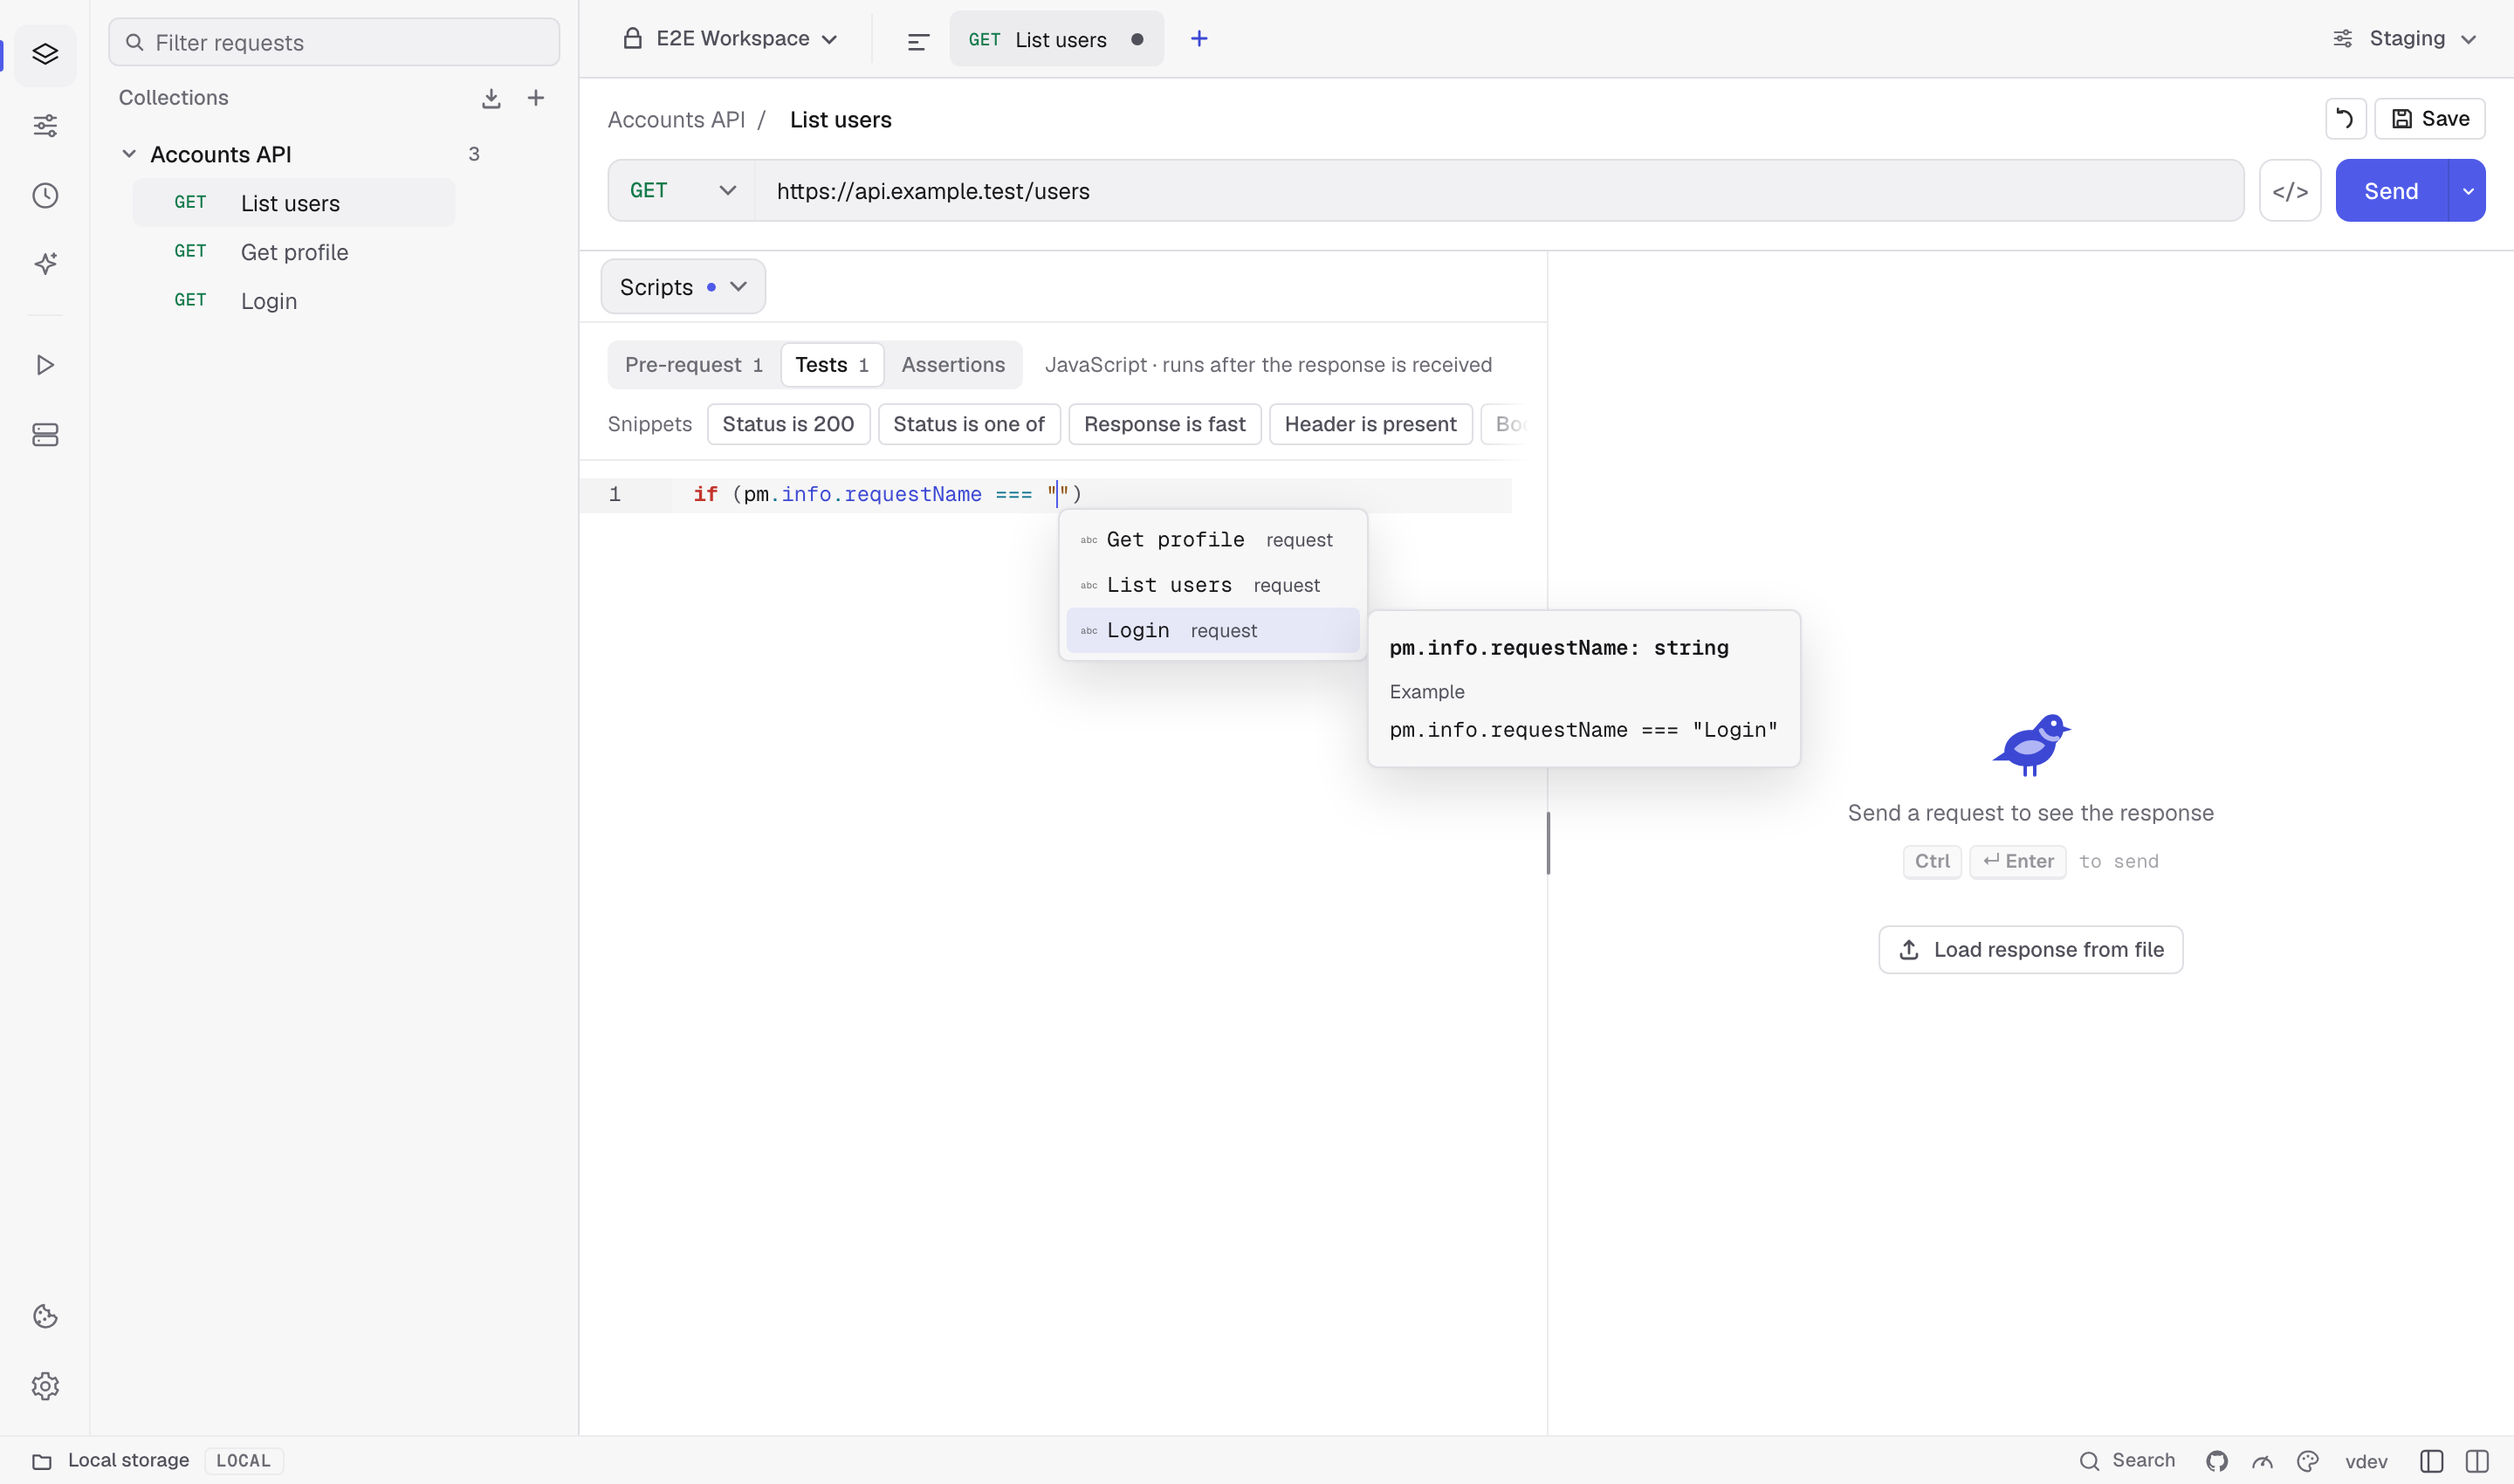 Filter requests
Collections
Accounts API 3
GET List users
GET Get profile
GET Login
E2E Workspace
GET List users
Staging
Accounts API / List users
Save
GET https://api.example.test/users
</> Send
Scripts
Pre-request 1 Tests 1 Assertions JavaScript · runs after the response is received
Snippets Status is 200 Status is one of Response is fast Header is present
1 if (pm.info.requestName === "")
abc Get profile request
abc List users request
abc Login request
pm.info.requestName: string
Example
pm.info.requestName === "Login"
Send a request to see the response
Ctrl Enter to send
Load response from file
Local storage LOCAL
Search vdev